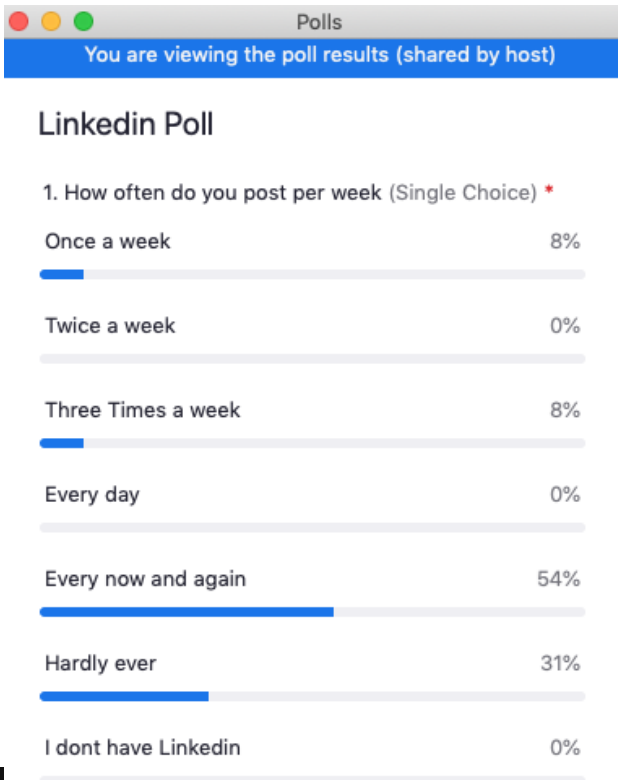 Polls
You are viewing the poll results (shared by host)
Linkedin Poll
1. How often do you post per week (Single Choice) *
Once a week 8%
Twice a week 0%
Three Times a week 8%
Every day 0%
Every now and again 54%
Hardly ever 31%
I dont have Linkedin 0%